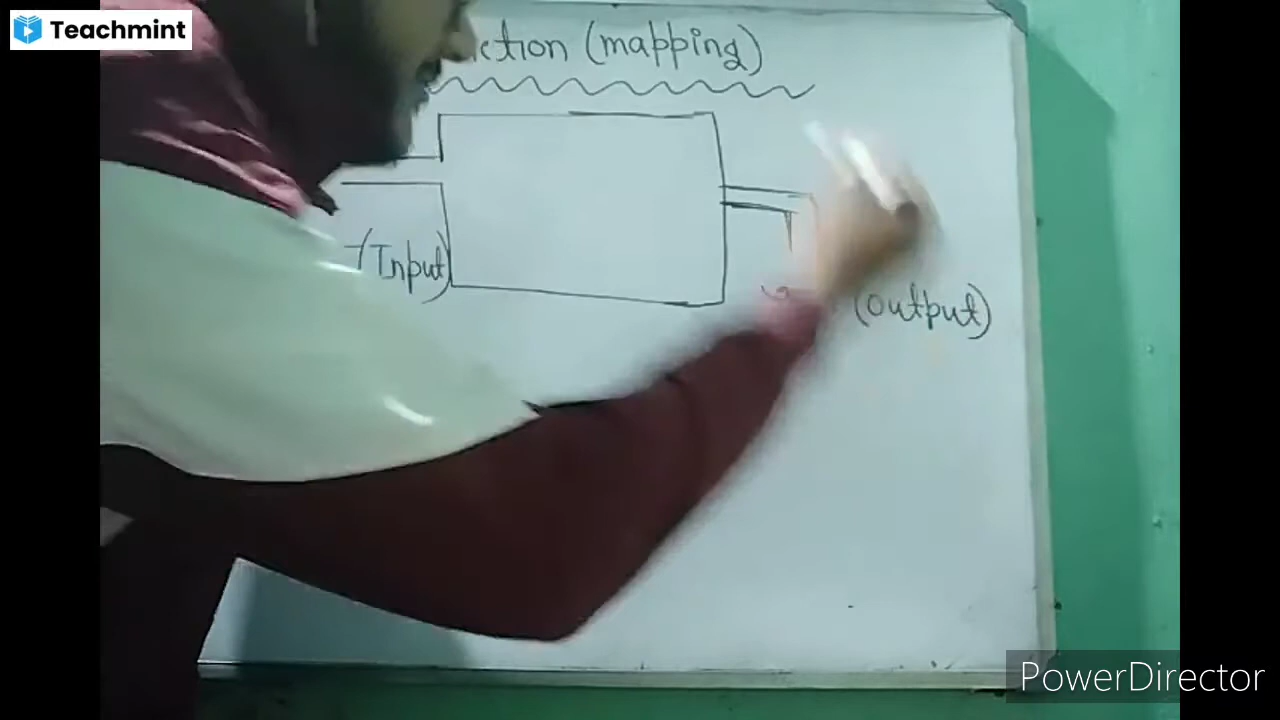 Teachmint
ction (mapping)
(Input)
(output)
PowerDirector